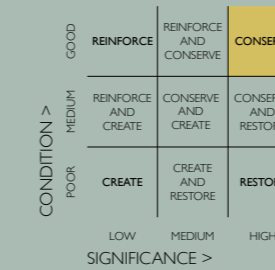 GOOD
REINFORCE
REINFORCE
AND
CONSERVE
MEDIUM
REINFORCE
AND
CREATE
CONSERVE
AND
CREATE
AND
POOR
CREATE
CREATE
AND
RESTORE
CONDITION >
LOW MEDIUM HIGH
SIGNIFICANCE >